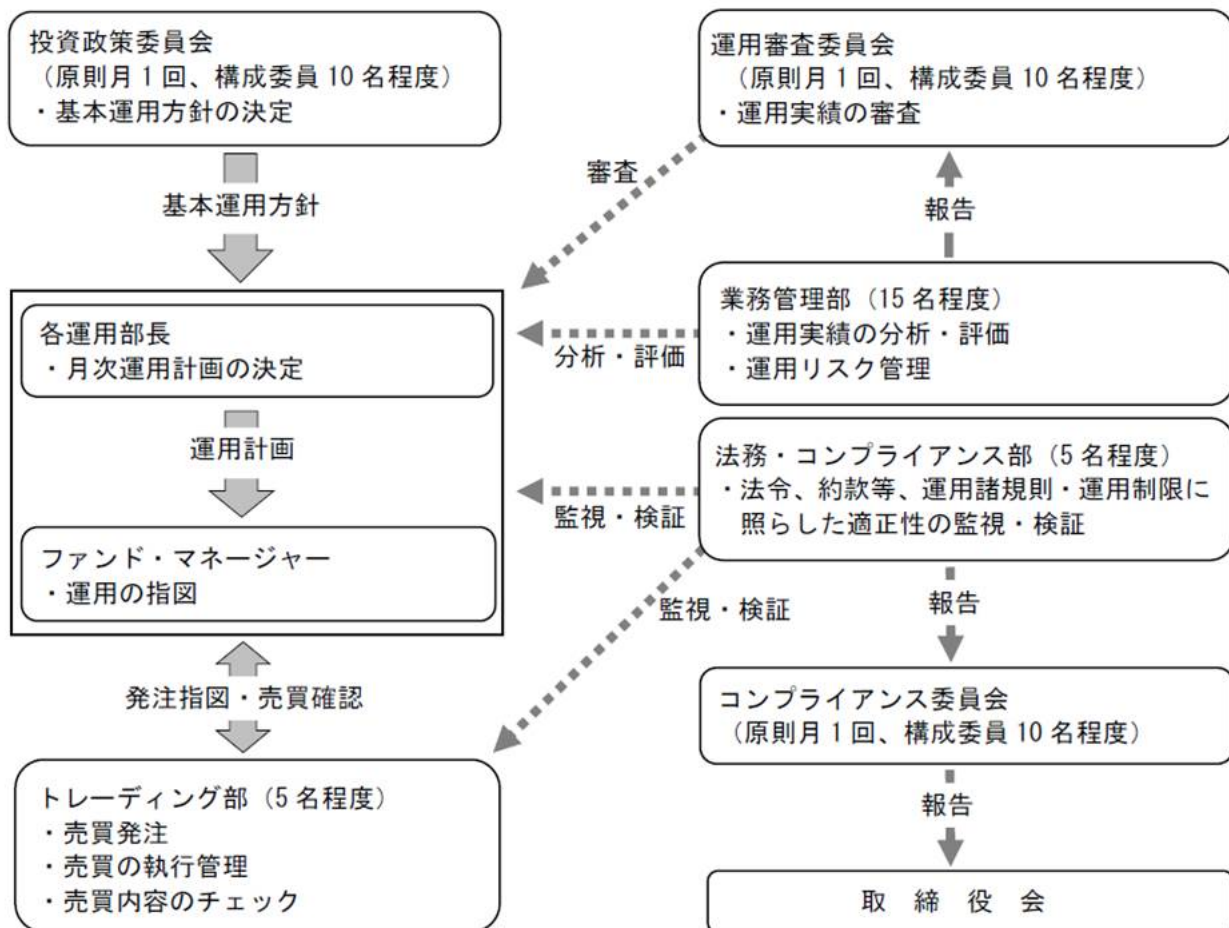 投資政策委員会
（原則月1回、構成委員10名程度）
・基本運用方針の決定
基本運用方針
各運用部長
・月次運用計画の決定
運用計画
ファンド・マネージャー
・運用の指図
発注指図・売買確認
トレーディング部（5名程度）
・売買発注
・売買の執行管理
・売買内容のチェック
運用審査委員会
（原則月1回、構成委員10名程度）
・運用実績の審査
審査
報告
業務管理部（15名程度）
・運用実績の分析・評価
・運用リスク管理
分析・評価
法務・コンプライアンス部（5名程度）
・法令、約款等、運用諸規則・運用制限に
照らした適正性の監視・検証
監視・検証
監視・検証
報告
コンプライアンス委員会
（原則月1回、構成委員10名程度）
報告
取締役会